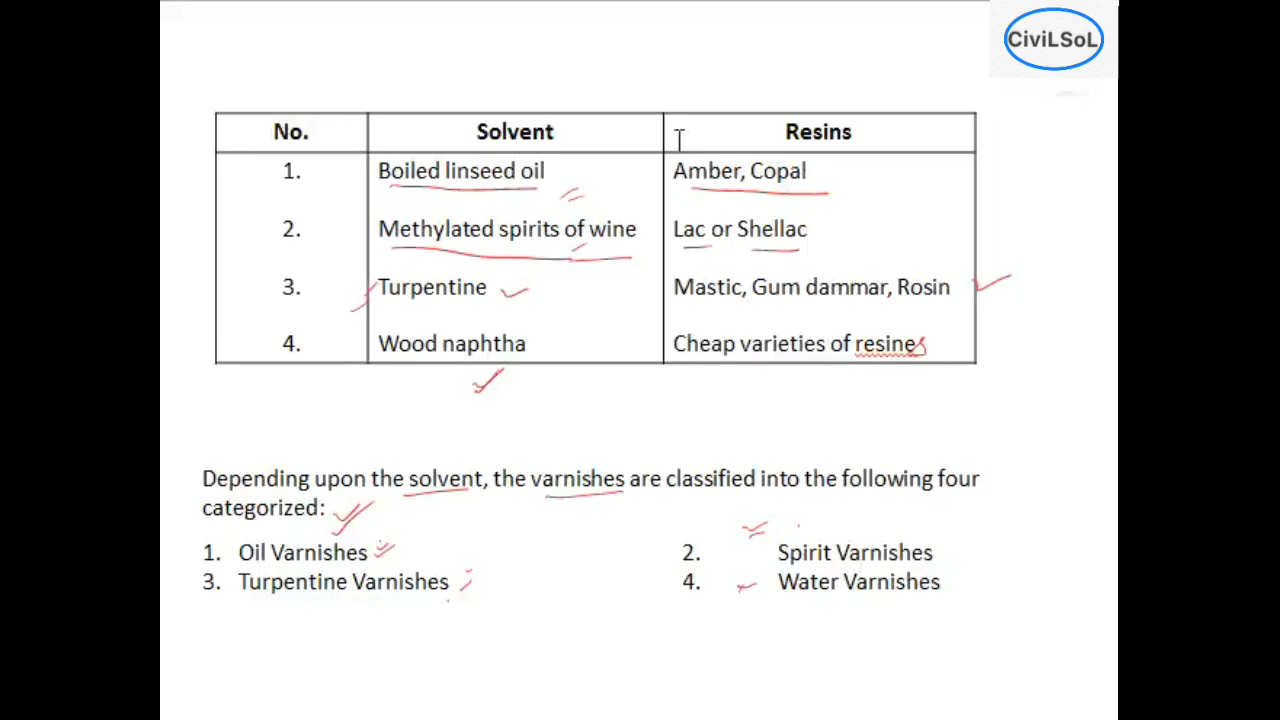 CiviLSoL
No. Solvent Resins
1. Boiled linseed oil Amber, Copal
2. Methylated spirits of wine Lac or Shellac
3. Turpentine Mastic, Gum dammar, Rosin
4. Wood naphtha Cheap varieties of resines
Depending upon the solvent, the varnishes are classified into the following four
categorized:
1. Oil Varnishes 2. Spirit Varnishes
3. Turpentine Varnishes 4. Water Varnishes